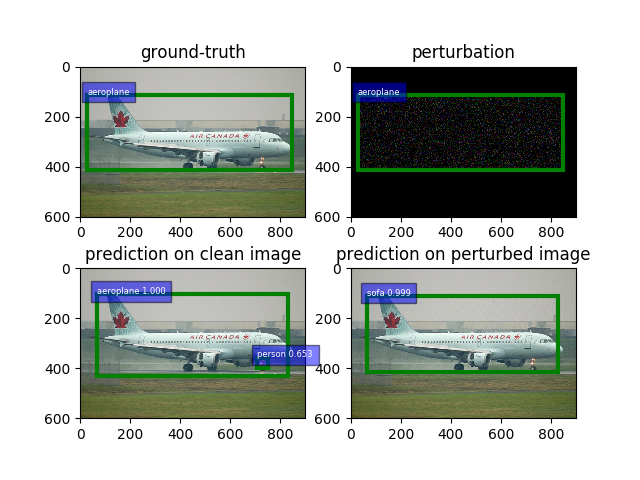 ground-truth
perturbation
0
aeroplane
AIR CANADA
200
400
600
0 200 400 600 800
0
aeroplane
200
400
600
0 200 400 600 800
prediction on clean image
prediction on perturbed image
0
aeroplane 1.000
AIR CANADA
200
person 0.653
400
600
0 200 400 600 800
0
sofa 0.999
AIR CANADA
200
400
600
0 200 400 600 800